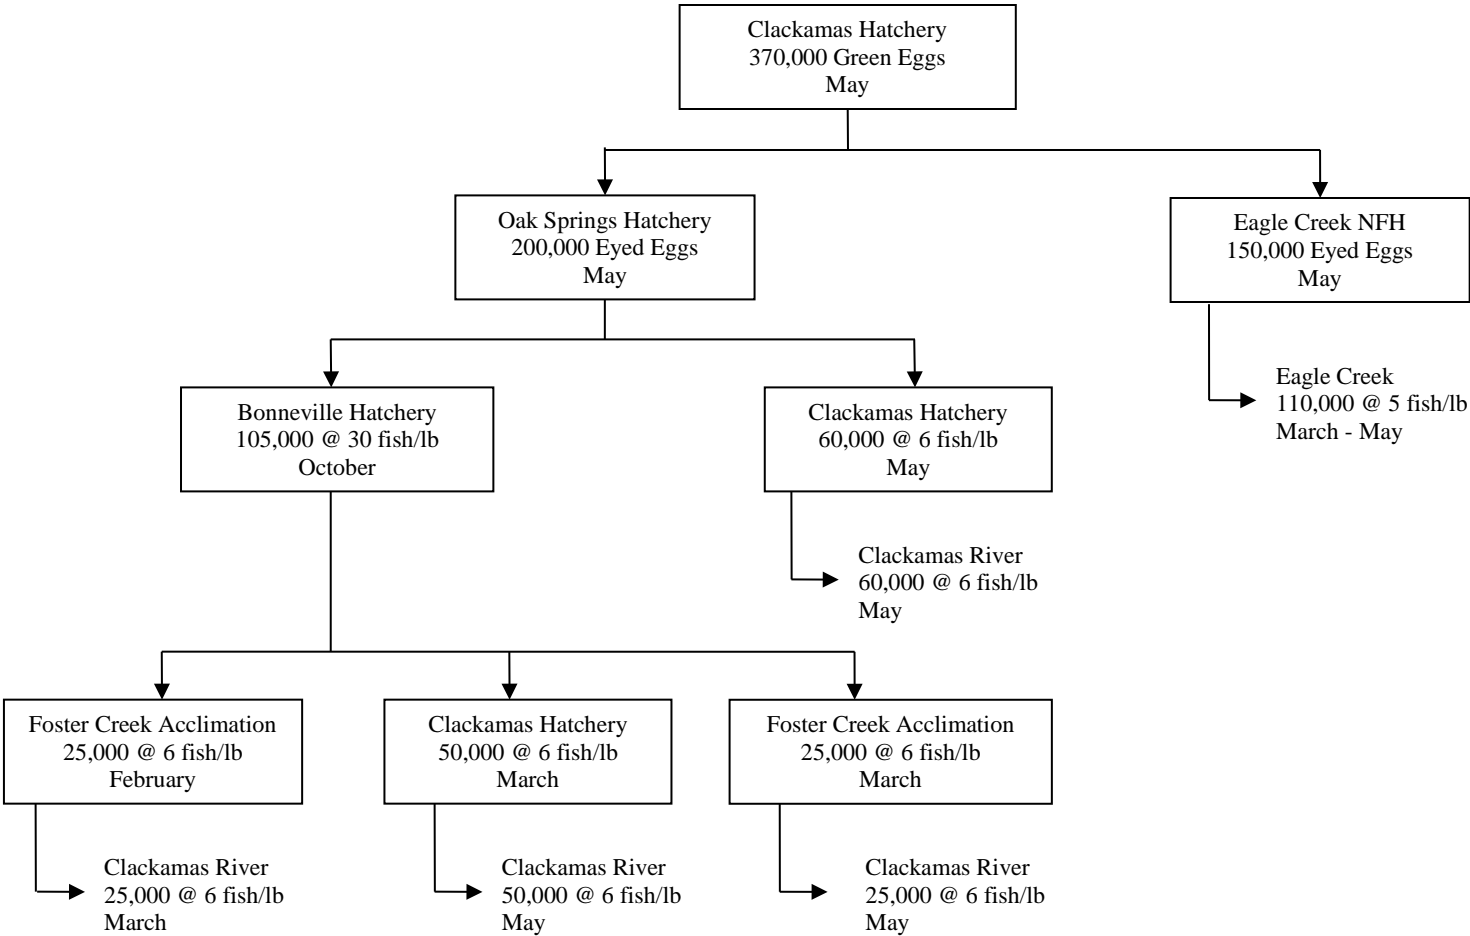 Clackamas Hatchery
370,000 Green Eggs
May
Oak Springs Hatchery
200,000 Eyed Eggs
May
Eagle Creek NFH
150,000 Eyed Eggs
May
Bonneville Hatchery
105,000 @ 30 fish/lb
October
Clackamas Hatchery
60,000 @ 6 fish/lb
May
Eagle Creek
110,000 @ 5 fish/lb
March - May
Clackamas River
60,000 @ 6 fish/lb
May
Foster Creek Acclimation
25,000 @ 6 fish/lb
February
Clackamas Hatchery
50,000 @ 6 fish/lb
March
Foster Creek Acclimation
25,000 @ 6 fish/lb
March
Clackamas River
25,000 @ 6 fish/lb
March
Clackamas River
50,000 @ 6 fish/lb
May
Clackamas River
25,000 @ 6 fish/lb
May